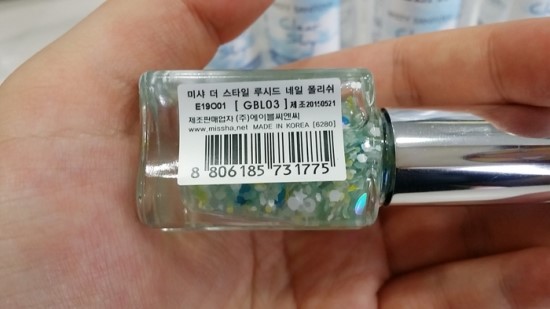 미샤 더 스타일 루시드 네일 폴리쉬
E19O01 [ GBL03 ] 제조20150521
제조판매업자 (주)에이블씨엔씨
www.missha.net MADE IN KOREA [6280]
8 806185 731775